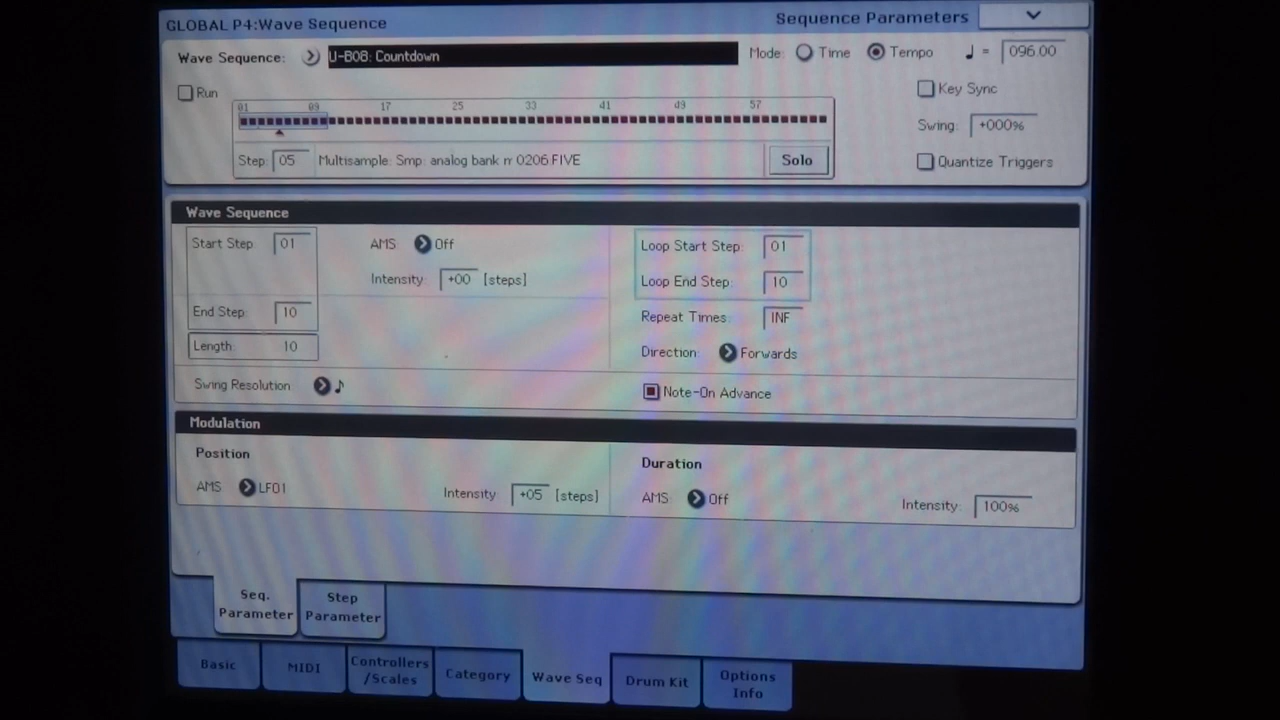 GLOBAL P4:Wave Sequence Sequence Parameters
Wave Sequence: U-B08: Countdown Mode: Time Tempo ♩ = 096.00
Run Key Sync
01 09 17 25 33 41 49 57
Swing: +000%
Step: 05 Multisample: Smp: analog bank rr 0206 FIVE Solo Quantize Triggers
Wave Sequence
Start Step 01 AMS: Off Loop Start Step: 01
Intensity: +00 [steps] Loop End Step: 10
End Step: 10 Repeat Times: INF
Length: 10 Direction: Forwards
Swing Resolution ♪ Note-On Advance
Modulation
Position Duration
AMS: LFO1 Intensity +05 [steps] AMS: Off Intensity: 100%
Seq. Parameter
Step Parameter
Basic MIDI Controllers /Scales Category Wave Seq Drum Kit Options Info